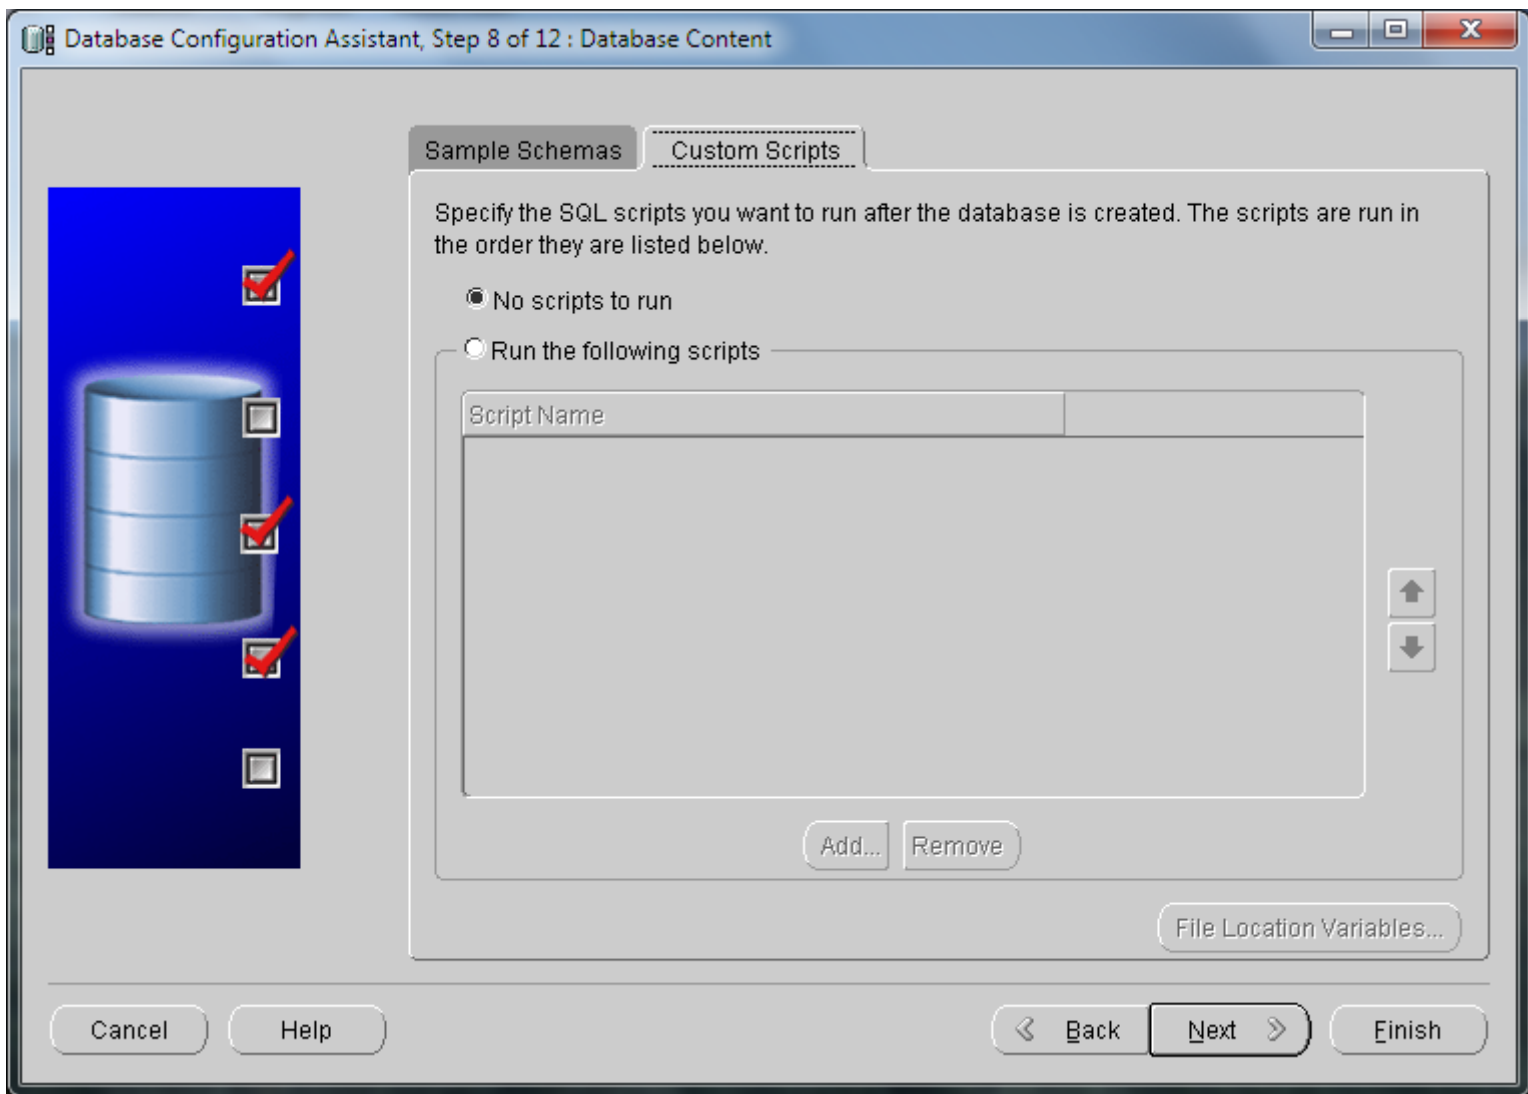 Database Configuration Assistant, Step 8 of 12 : Database Content
Sample Schemas
Custom Scripts
Specify the SQL scripts you want to run after the database is created. The scripts are run in
the order they are listed below.
No scripts to run
Run the following scripts
Script Name
Add...
Remove
File Location Variables...
Cancel
Help
Back
Next
Finish